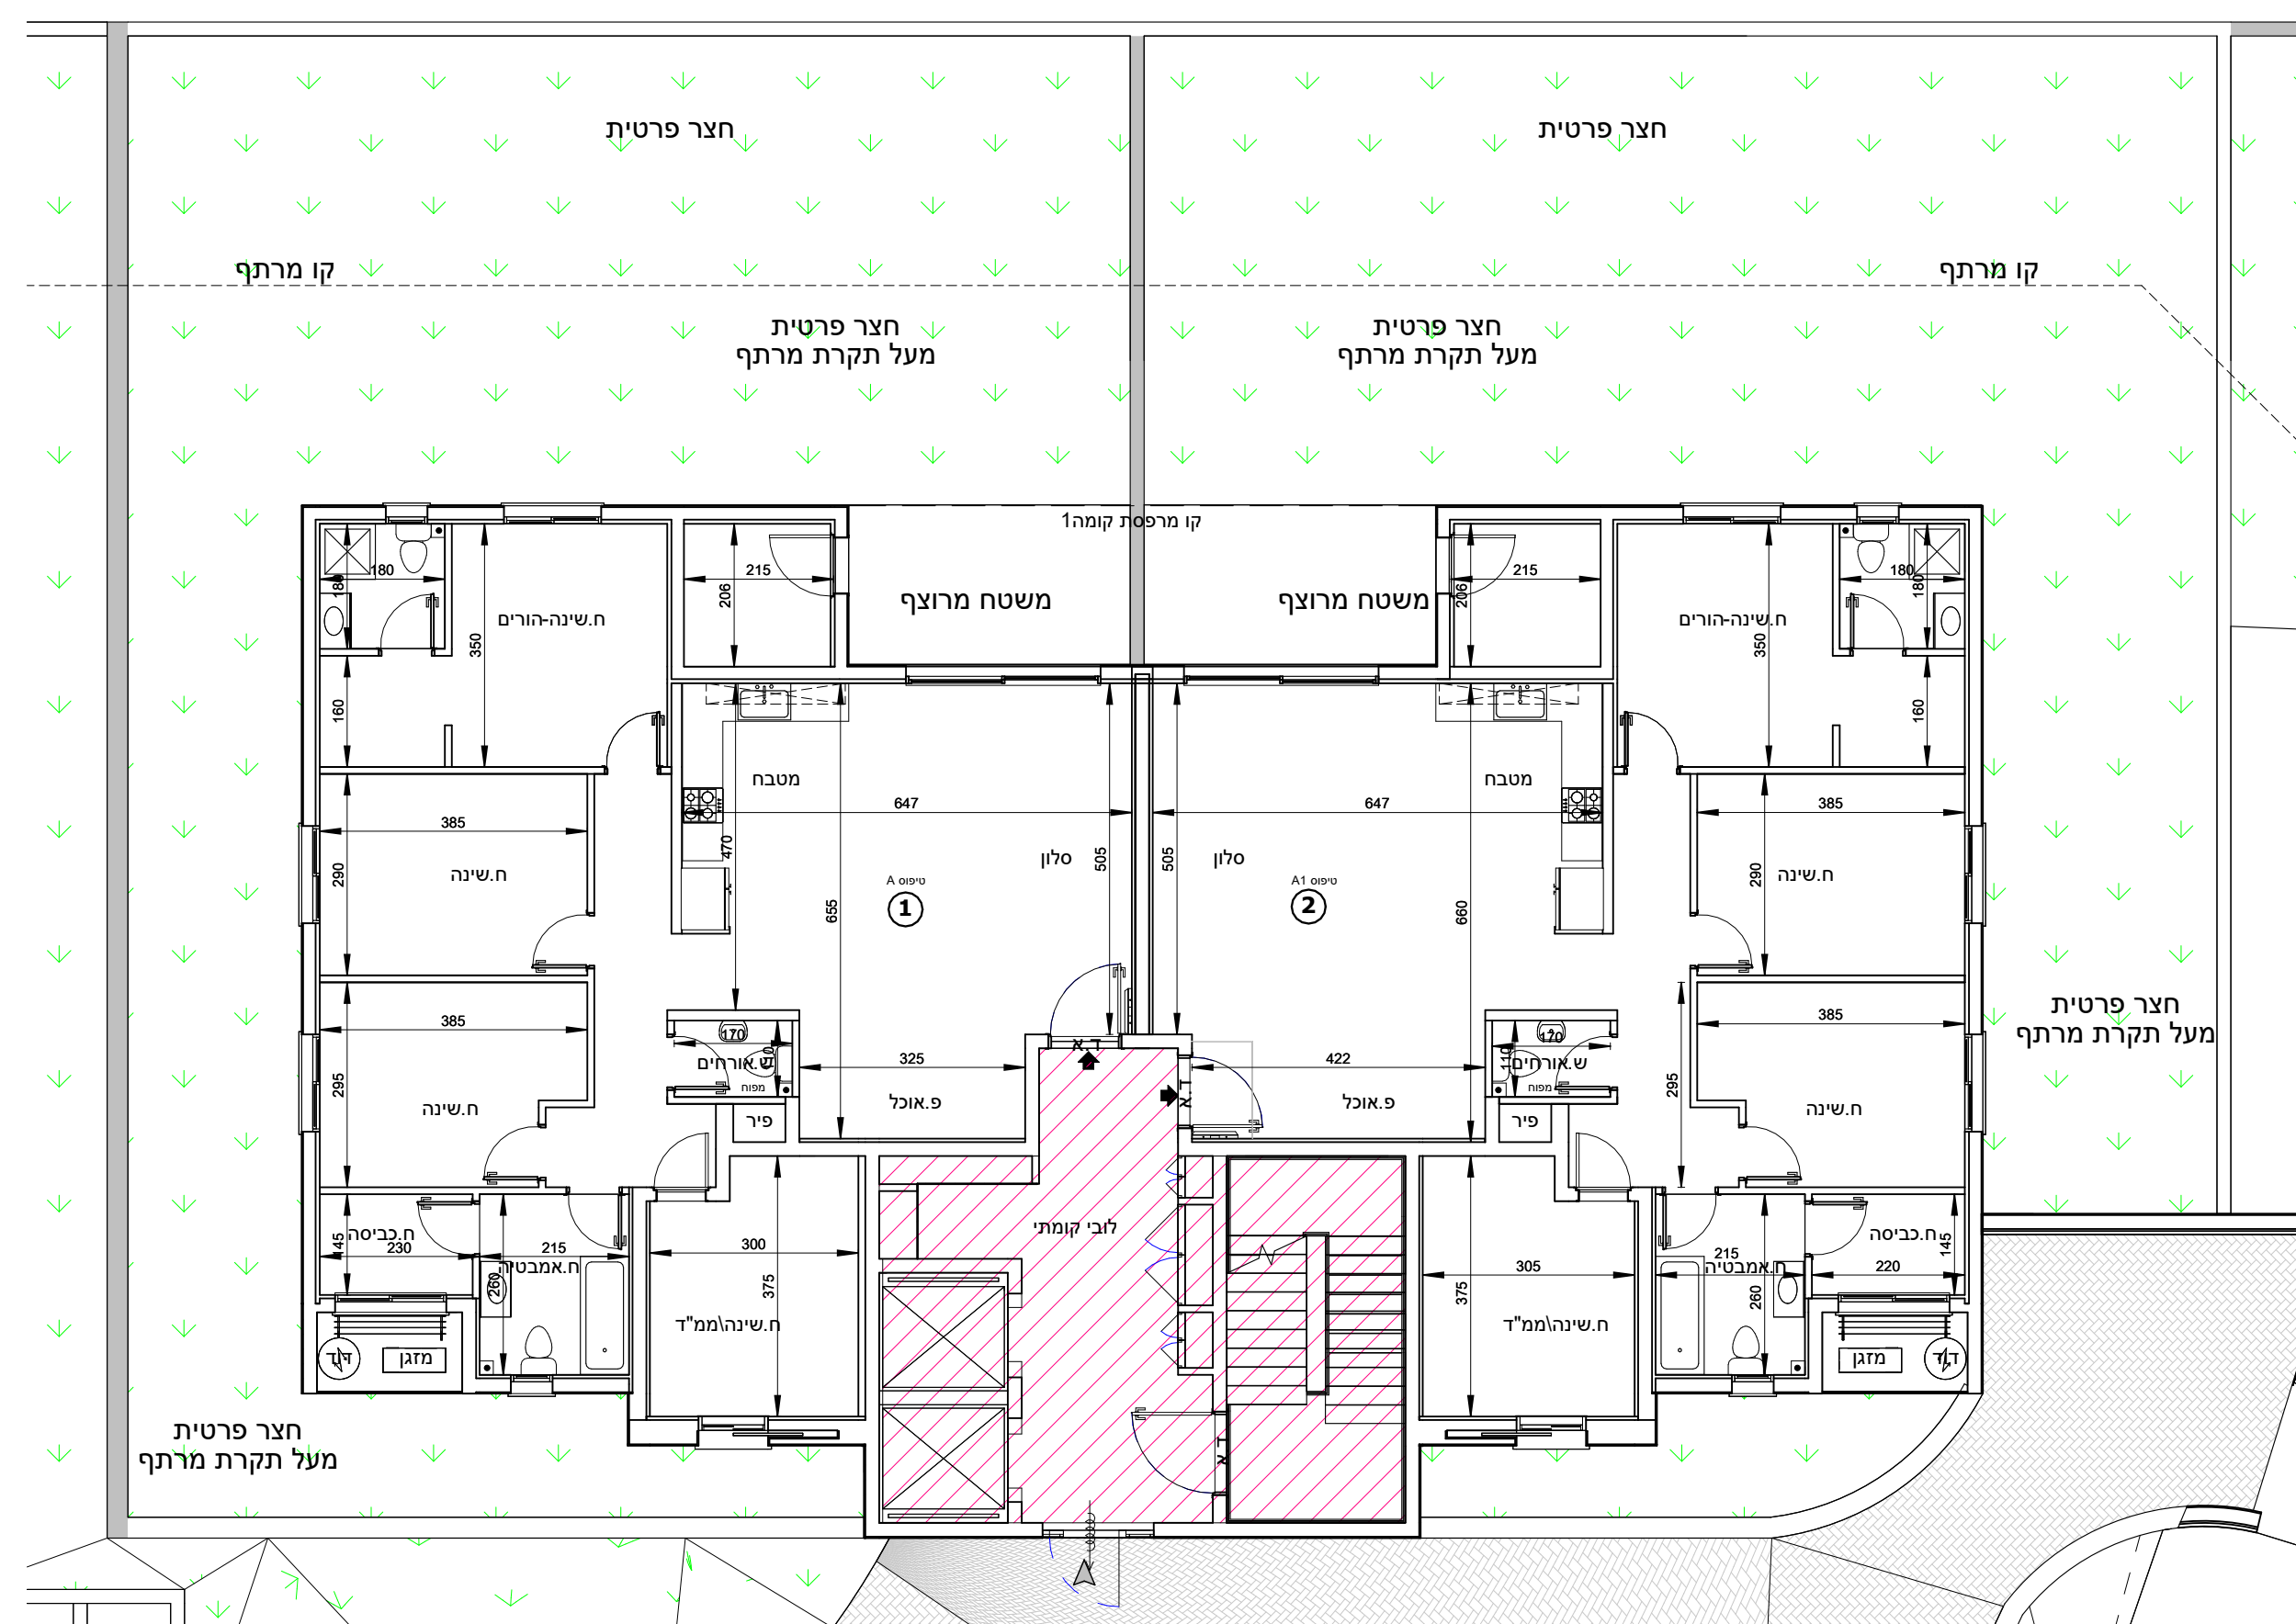 חצר פרטית
חצר פרטית
קו מרתף
קו מרתף
חצר פרטית
מעל תקרת מרתף
חצר פרטית
מעל תקרת מרתף
קו מרפסת קומה1
180
180
ח.שינה-הורים
350
160
215
206
משטח מרוצף
משטח מרוצף
215
206
ח.שינה-הורים
350
180
180
160
מטבח
647
470
655
505
סלון
טיפוס A
1
מטבח
647
505
660
סלון
טיפוס A1
2
385
290
ח.שינה
385
290
ח.שינה
385
295
ח.שינה
385
295
ח.שינה
חצר פרטית
מעל תקרת מרתף
170
ש.אורחים
מפוח
פיר
325
פ.אוכל
ד.א
ד.א
422
פ.אוכל
170
110
ש.אורחים
מפוח
פיר
ח.כביסה
145
230
215
ח.אמבטיה
260
300
375
ח.שינה\ממ"ד
לובי קומתי
305
375
ח.שינה\ממ"ד
215
ח.אמבטיה
260
ח.כביסה
145
220
דוד
מזגן
מזגן
דוד
ד.א
חצר פרטית
מעל תקרת מרתף